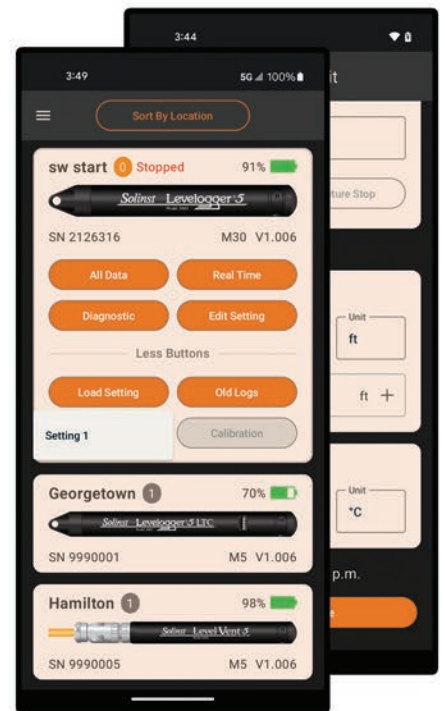 3:44
it
ture Stop
Unit
ft
ft +
Unit
°C
p.m.
e
3:49 5G 100%
Sort By Location
sw start 0 Stopped 91%
Solinst Levelogger 5
SN 2126316 M30 V1.006
All Data Real Time
Diagnostic Edit Setting
Less Buttons
Load Setting Old Logs
Setting 1 Calibration
Georgetown 1 70%
Solinst Levelogger 5 LTC
SN 9990001 M5 V1.006
Hamilton 1 98%
Solinst LevelVent 5
SN 9990005 M5 V1.006